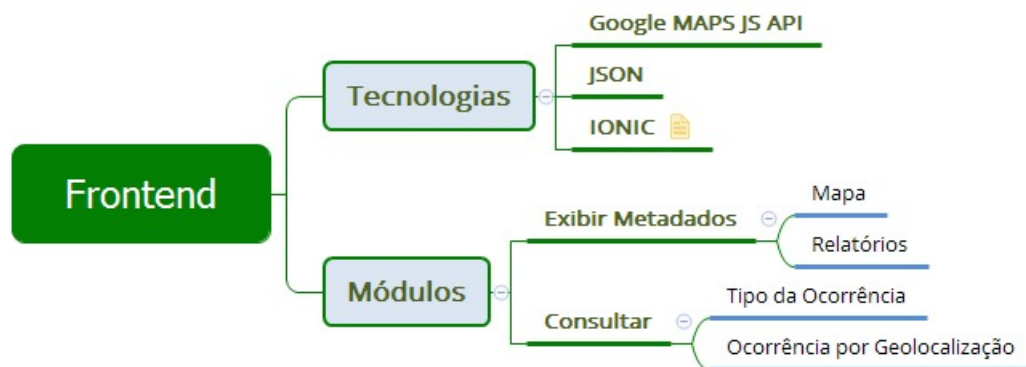 Frontend
Tecnologias
Google MAPS JS API
JSON
IONIC
Módulos
Exibir Metadados
Mapa
Relatórios
Consultar
Tipo da Ocorrência
Ocorrência por Geolocalização